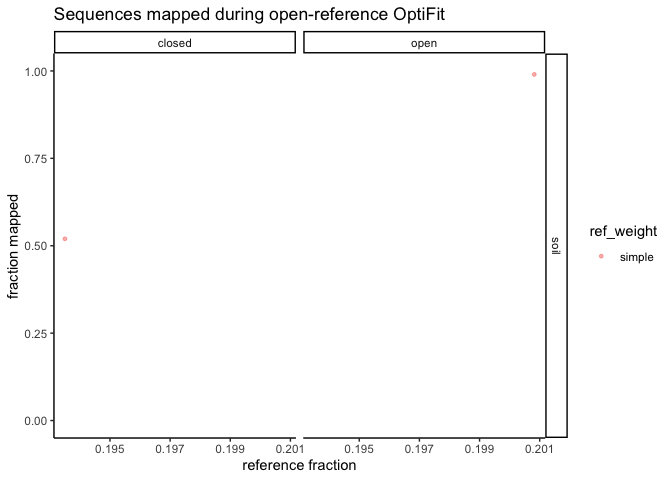 Sequences mapped during open-reference OptiFit
closed
open
1.00
0.75
0.50
0.25
0.00
fraction mapped
soil
ref_weight
simple
0.195 0.197 0.199 0.201
0.195 0.197 0.199 0.201
reference fraction